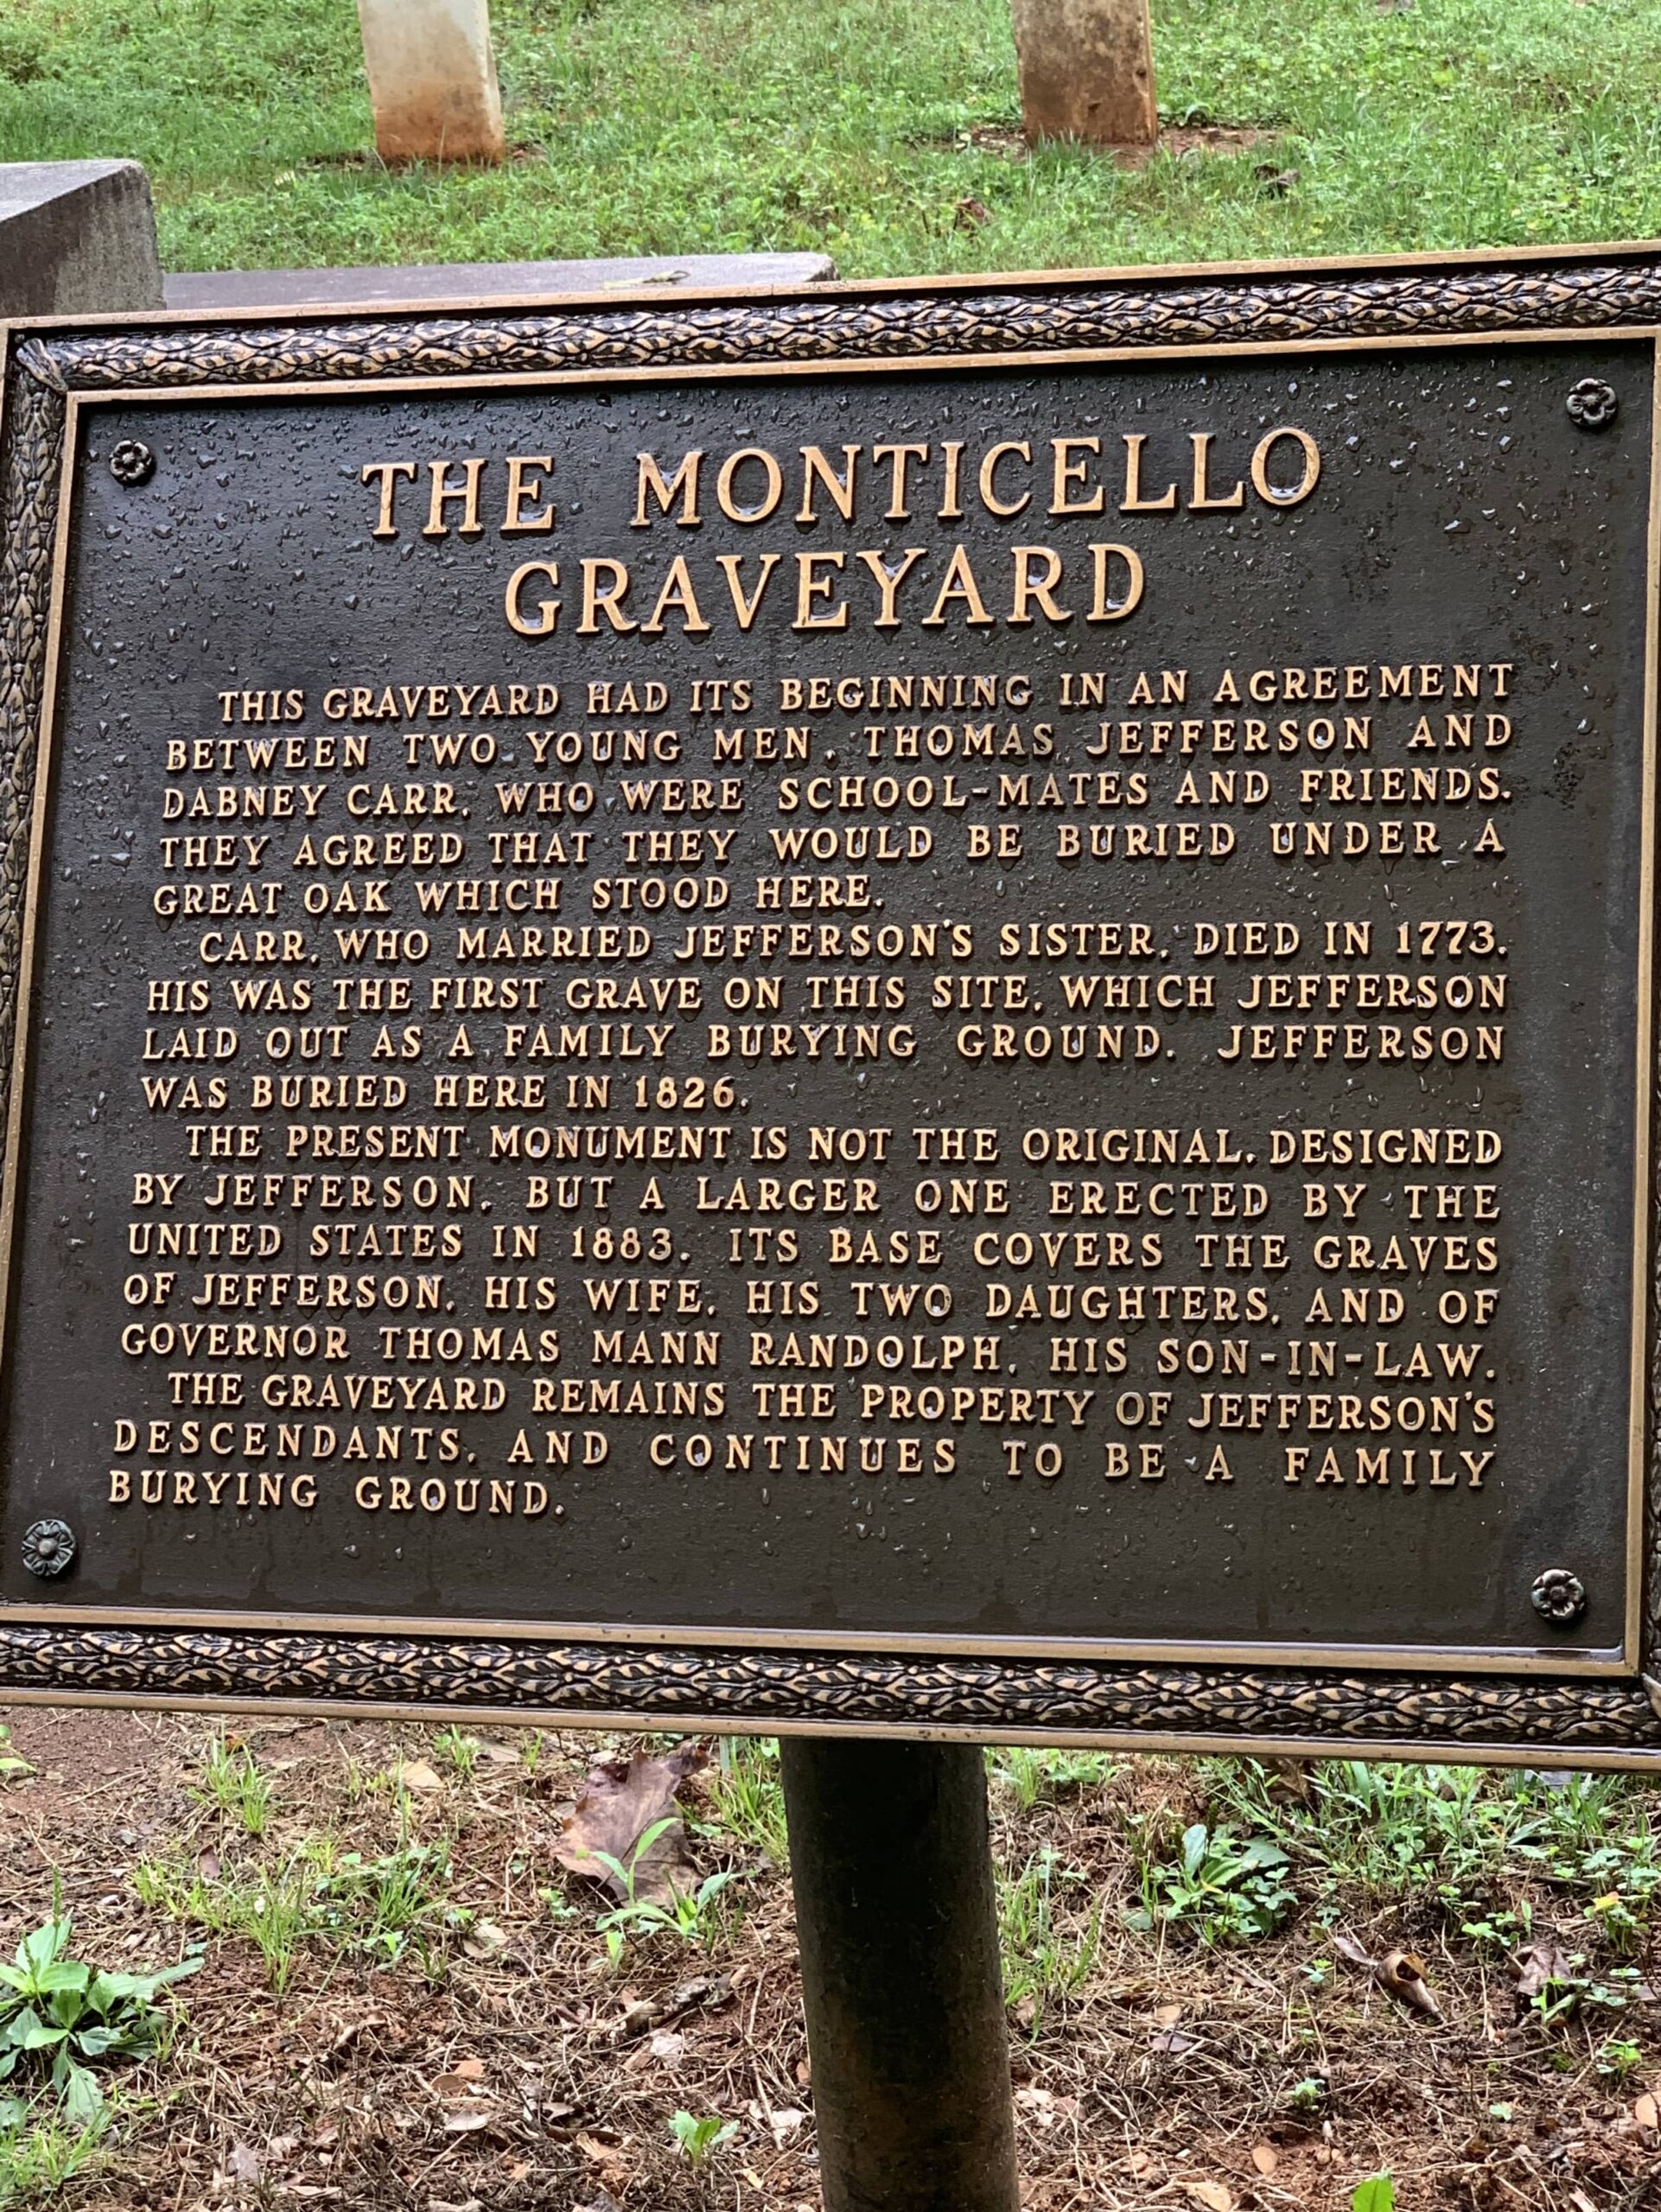 THE MONTICELLO
GRAVEYARD
THIS GRAVEYARD HAD ITS BEGINNING IN AN AGREEMENT
BETWEEN TWO YOUNG MEN, THOMAS JEFFERSON AND
DABNEY CARR, WHO WERE SCHOOL-MATES AND FRIENDS.
THEY AGREED THAT THEY WOULD BE BURIED UNDER A
GREAT OAK WHICH STOOD HERE.
CARR, WHO MARRIED JEFFERSON'S SISTER, DIED IN 1773.
HIS WAS THE FIRST GRAVE ON THIS SITE, WHICH JEFFERSON
LAID OUT AS A FAMILY BURYING GROUND. JEFFERSON
WAS BURIED HERE IN 1826.
THE PRESENT MONUMENT IS NOT THE ORIGINAL, DESIGNED
BY JEFFERSON, BUT A LARGER ONE ERECTED BY THE
UNITED STATES IN 1883. ITS BASE COVERS THE GRAVES
OF JEFFERSON, HIS WIFE, HIS TWO DAUGHTERS, AND OF
GOVERNOR THOMAS MANN RANDOLPH, HIS SON-IN-LAW.
THE GRAVEYARD REMAINS THE PROPERTY OF JEFFERSON'S
DESCENDANTS, AND CONTINUES TO BE A FAMILY
BURYING GROUND.